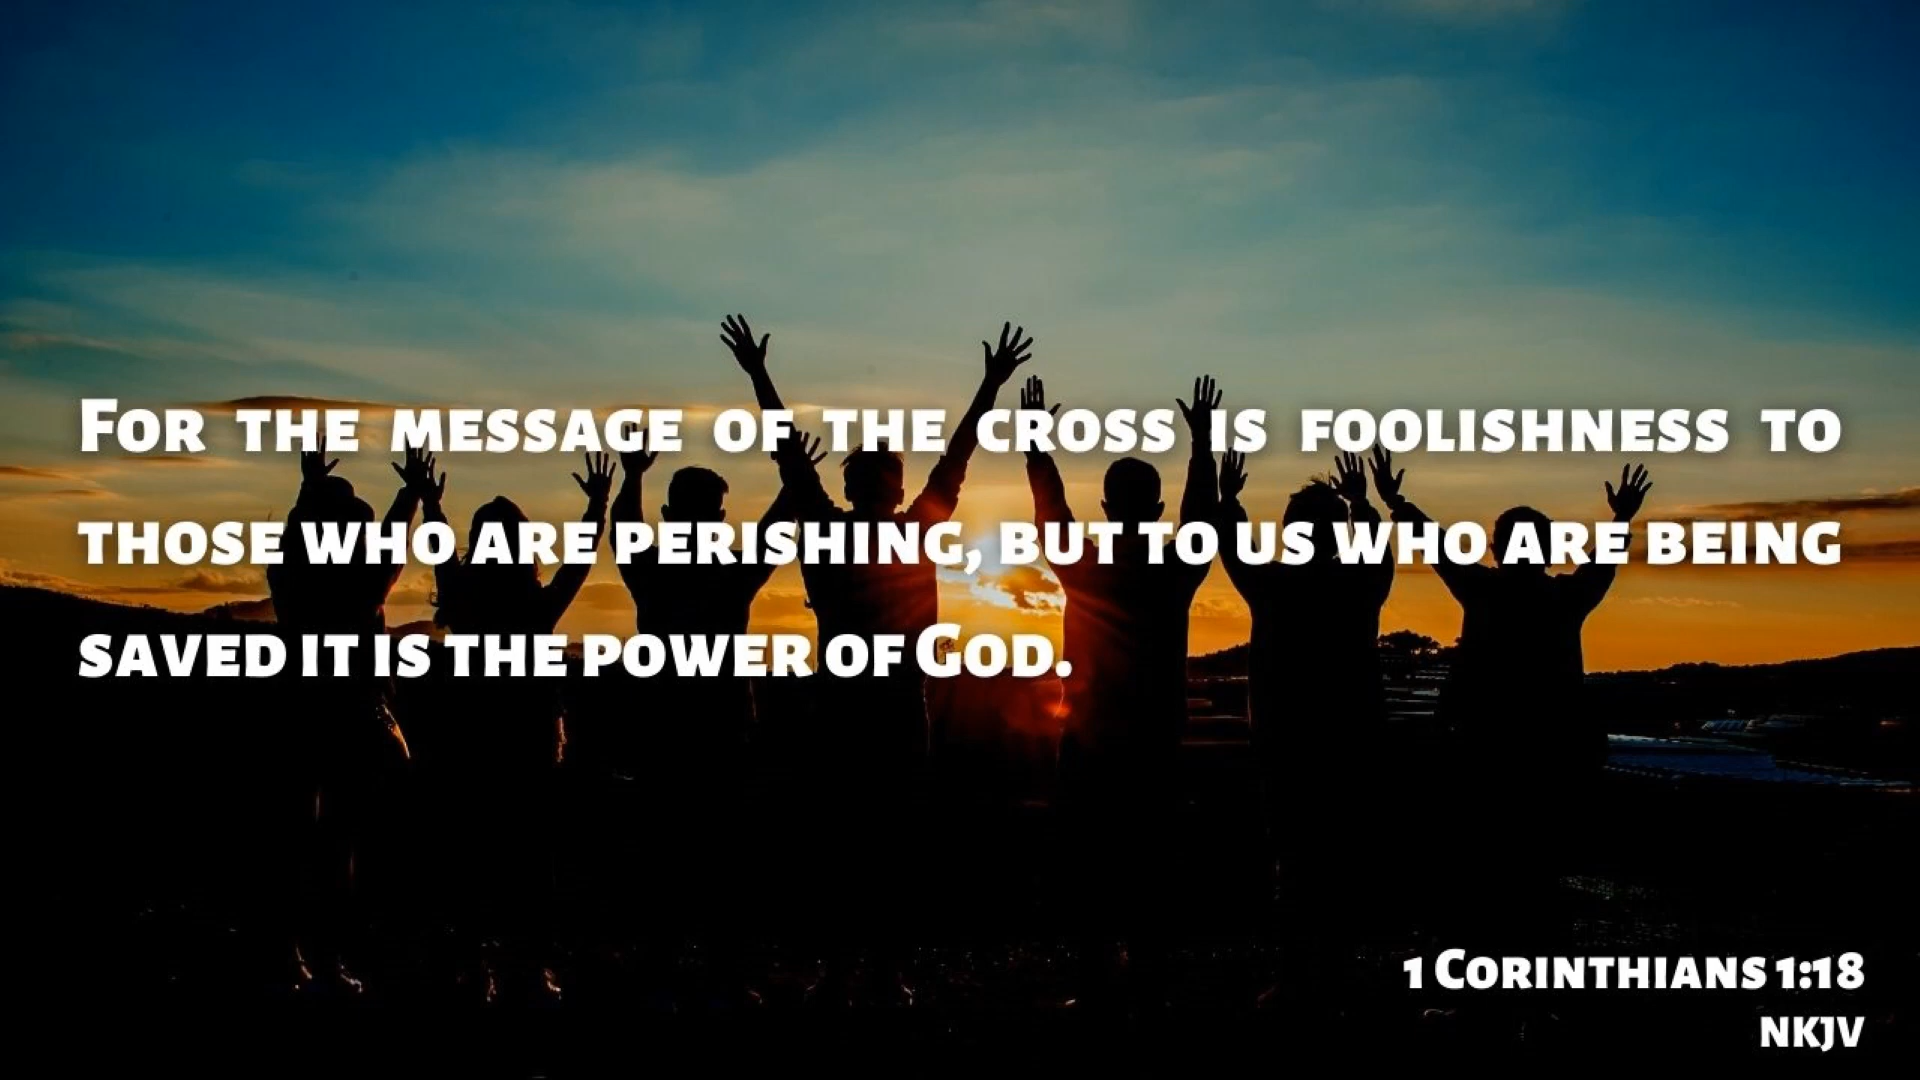 For the message of the cross is foolishness to
those who are perishing, but to us who are being
saved it is the power of God.
1 Corinthians 1:18
NKJV